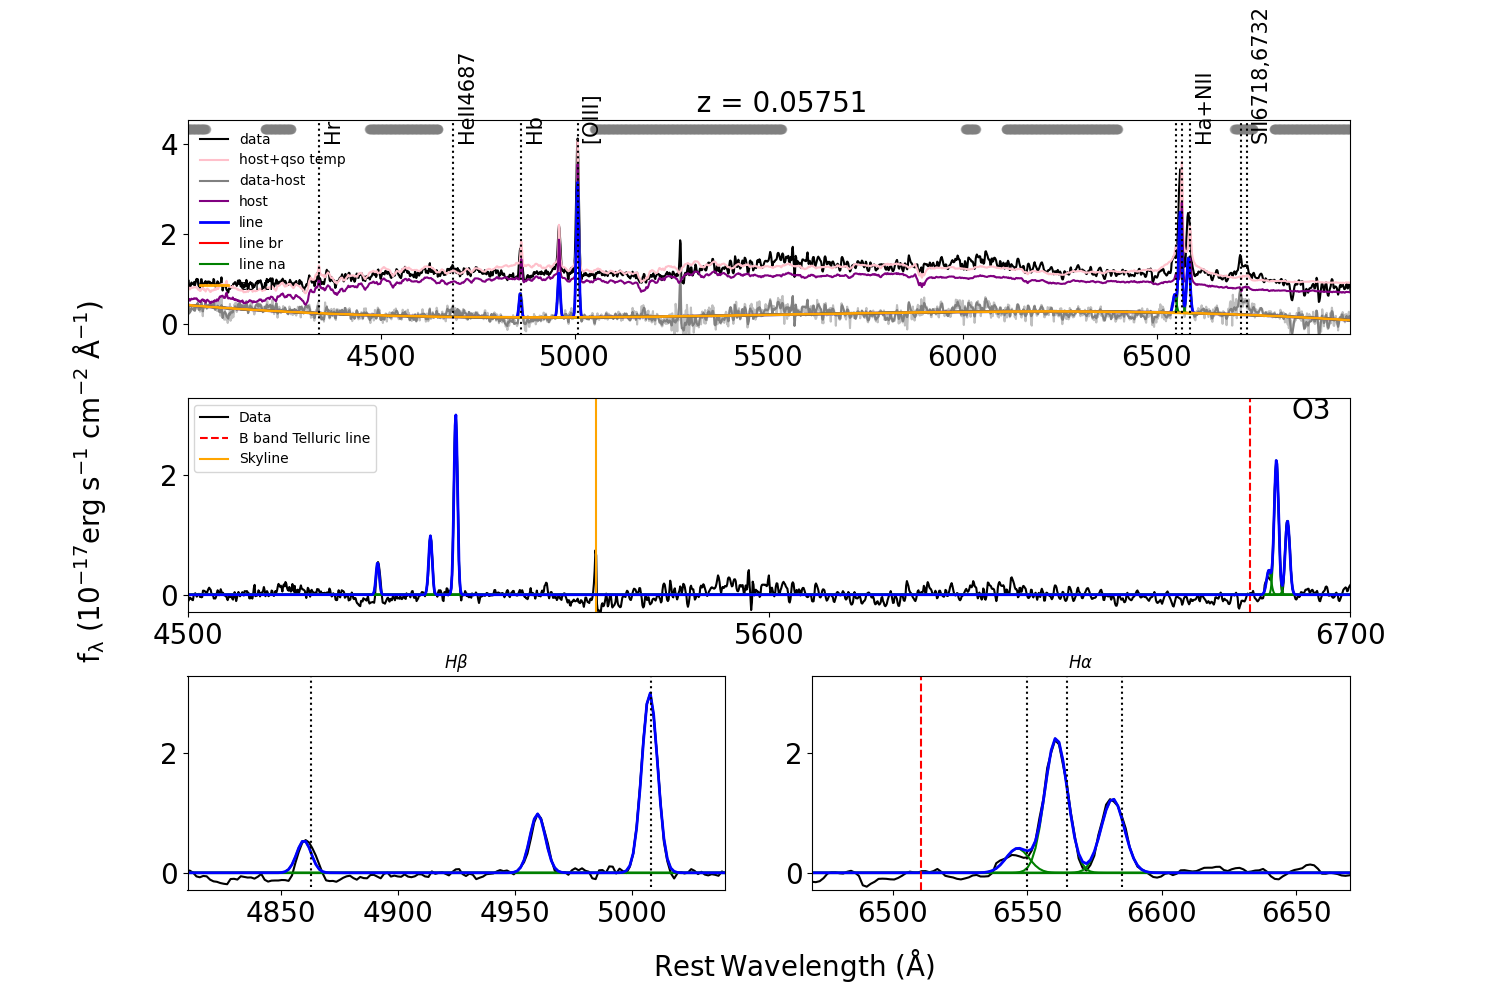 z = 0.05751
Hr
HeII4687
Hb
[OIII]
Ha+NII
SII6718,6732
data
host+qso temp
data-host
host
line
line br
line na
4
2
0
4500
5000
5500
6000
6500
fλ (10⁻¹⁷erg s⁻¹ cm⁻² Å⁻¹)
O3
Data
B band Telluric line
Skyline
2
0
4500
5600
6700
Hβ
2
0
4850
4900
4950
5000
Hα
2
0
6500
6550
6600
6650
Rest Wavelength (Å)